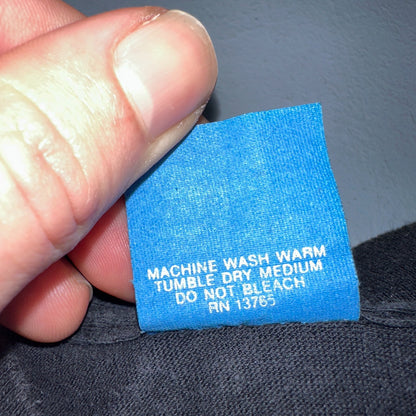 MACHINE WASH WARM
TUMBLE DRY MEDIUM
DO NOT BLEACH
RN 13765